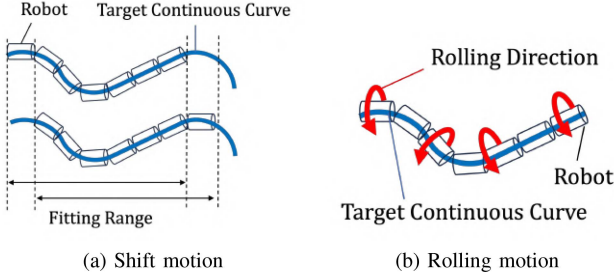 Robot
Target Continuous Curve
Fitting Range
(a) Shift motion
Rolling Direction
Robot
Target Continuous Curve
(b) Rolling motion